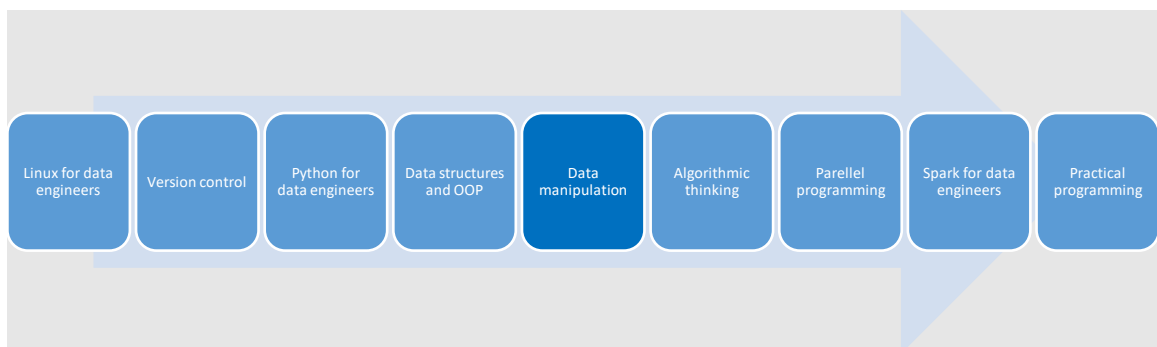 Linux for data
engineers
Version control
Python for
data engineers
Data structures
and OOP
Data
manipulation
Algorithmic
thinking
Parellel
programming
Spark for data
engineers
Practical
programming